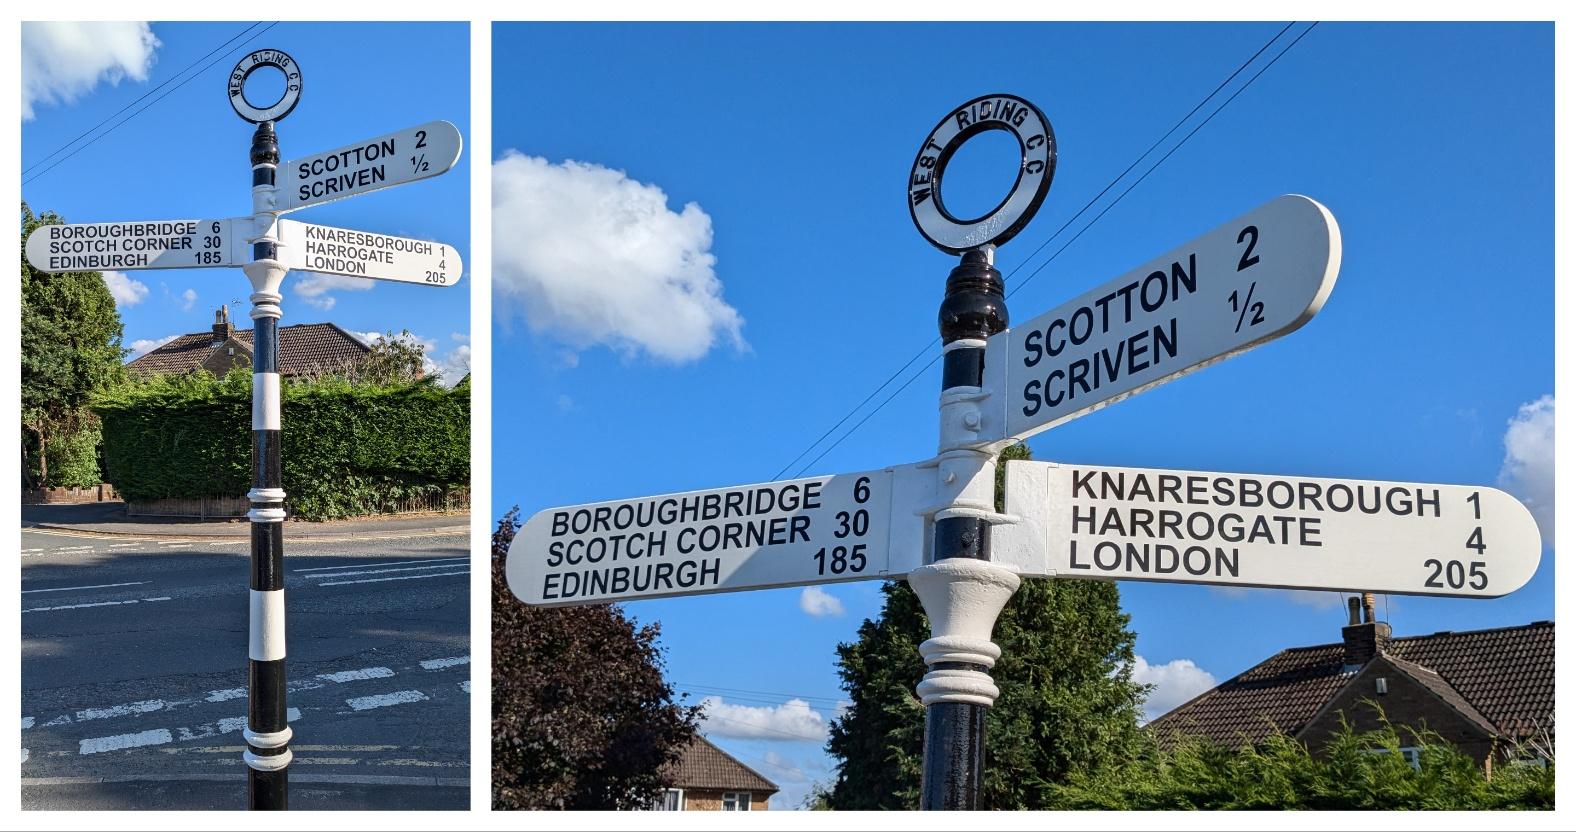 WEST RIDING C C
SCOTTON 2
SCRIVEN ½
BOROUGHBRIDGE 6
SCOTCH CORNER 30
EDINBURGH 185
KNARESBOROUGH 1
HARROGATE 4
LONDON 205
WEST RIDING C C
SCOTTON 2
SCRIVEN ½
BOROUGHBRIDGE 6
SCOTCH CORNER 30
EDINBURGH 185
KNARESBOROUGH 1
HARROGATE 4
LONDON 205